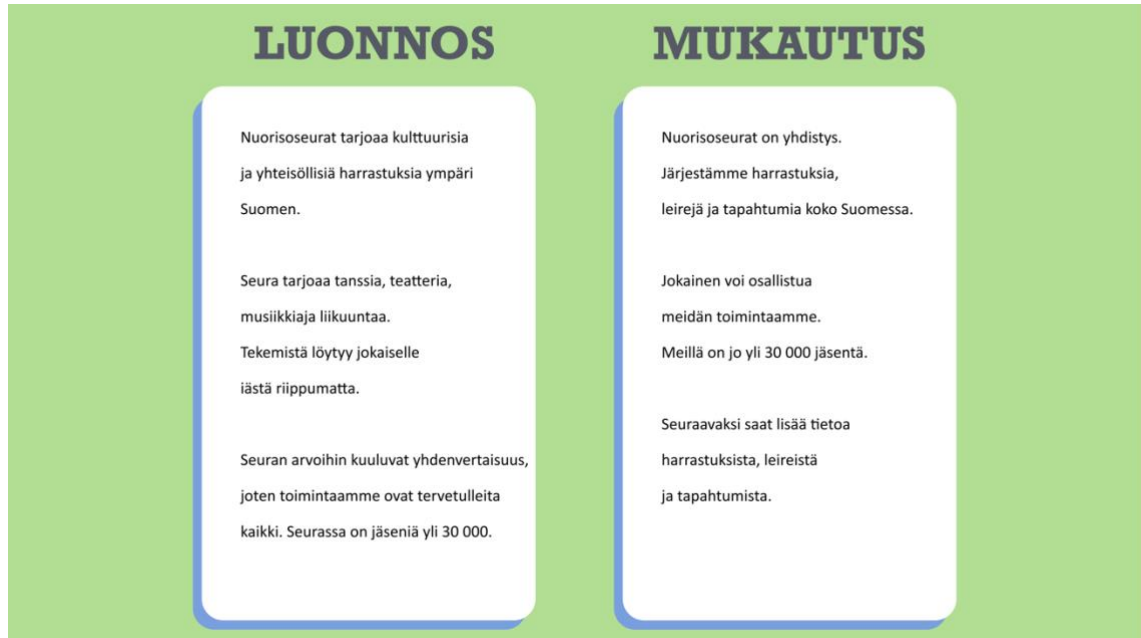 LUONNOS
Nuorisoseurat tarjoaa kulttuurisia
ja yhteisöllisiä harrastuksia ympäri
Suomen.
Seura tarjoaa tanssia, teatteria,
musiikkiaja liikuuntaa.
Tekemistä löytyy jokaiselle
iästä riippumatta.
Seuran arvoihin kuuluvat yhdenvertaisuus,
joten toimintaamme ovat tervetulleita
kaikki. Seurassa on jäseniä yli 30 000.
MUKAUTUS
Nuorisoseurat on yhdistys.
Järjestämme harrastuksia,
leirejä ja tapahtumia koko Suomessa.
Jokainen voi osallistua
meidän toimintaamme.
Meillä on jo yli 30 000 jäsentä.
Seuraavaksi saat lisää tietoa
harrastuksista, leireistä
ja tapahtumista.